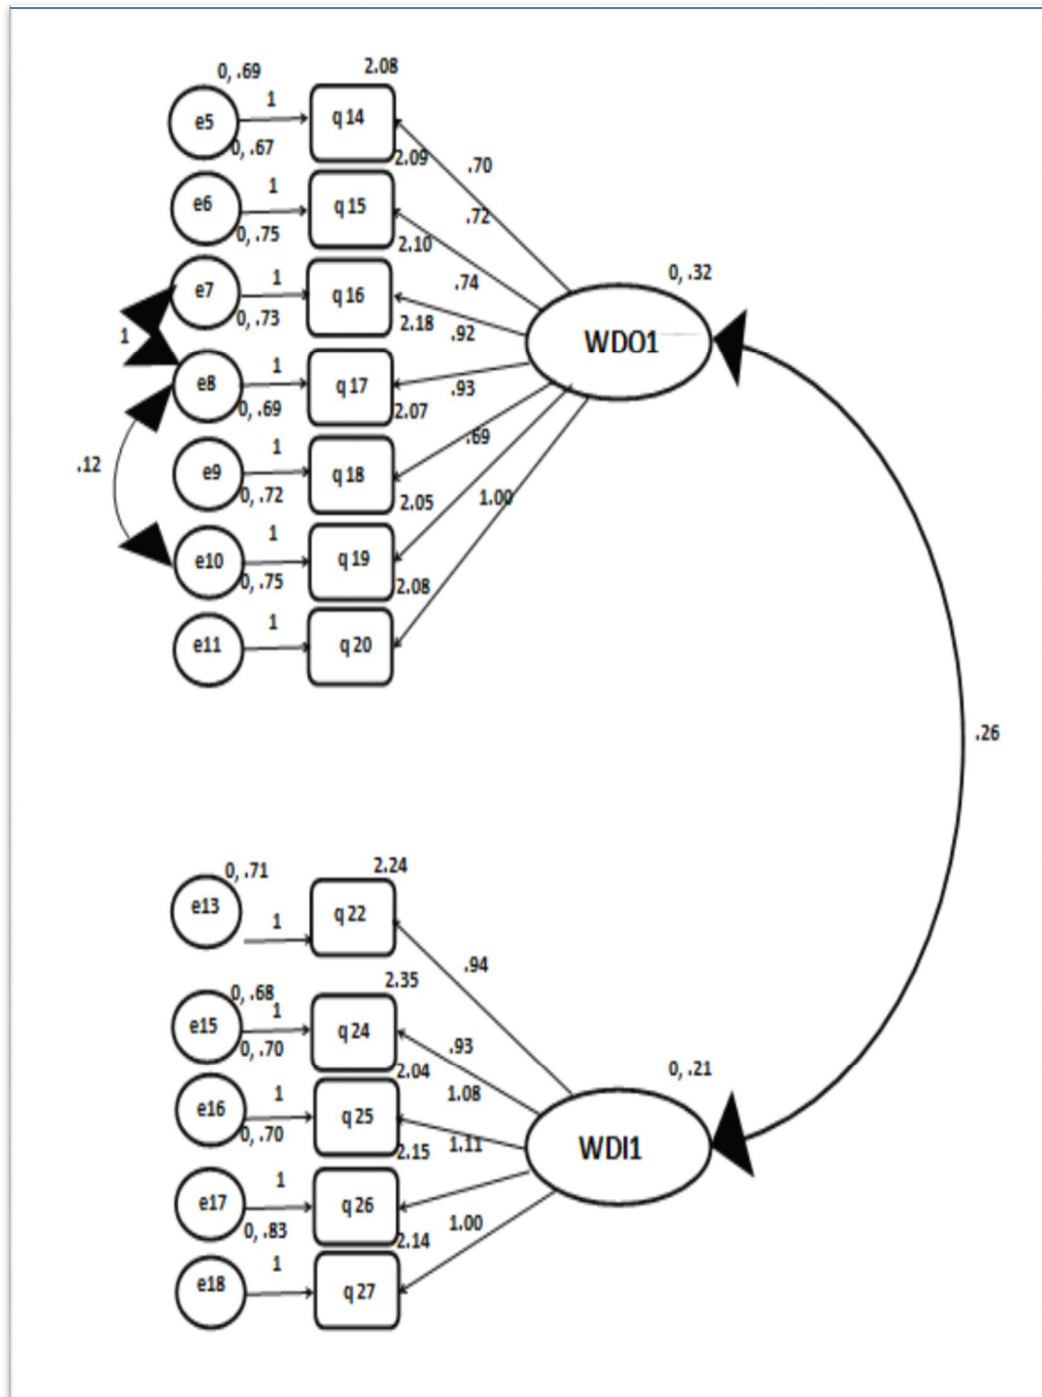 0, .69 2.08
e5 1 q 14
0, .67 2.09 .70
e6 1 q 15 .72
0, .75 2.10
e7 1 q 16 .74 0, .32
0, .73 2.18 .92
1 WDO1
e8 1 q 17 .93
0, .69 2.07
.12 e9 1 q 18 .69
0, .72 2.05 1.00
e10 1 q 19
0, .75 2.08
e11 1 q 20
.26
0, .71 2.24
e13 1 q 22
.94
0, .68 2.35
e15 1 q 24 .93
0, .70 2.04 0, .21
e16 1 q 25 1.08
0, .70 2.15 1.11 WDI1
e17 1 q 26
0, .83 2.14 1.00
e18 1 q 27